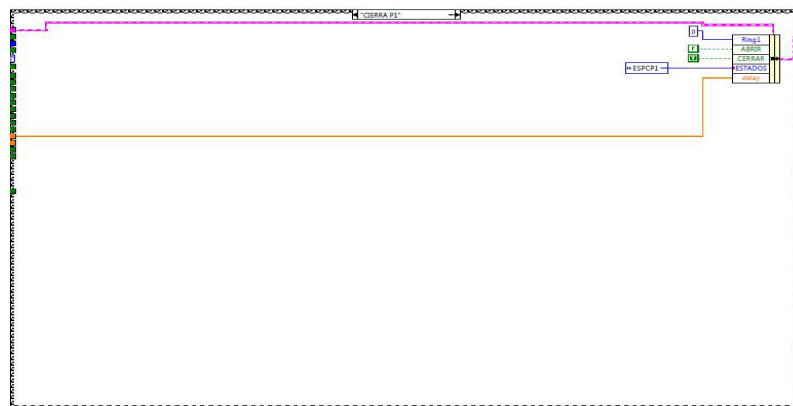 "CIERRA P1"
0
Ring1
F
ABRIR
T
CERRAR
ESPCP1
ESTADOS
delay